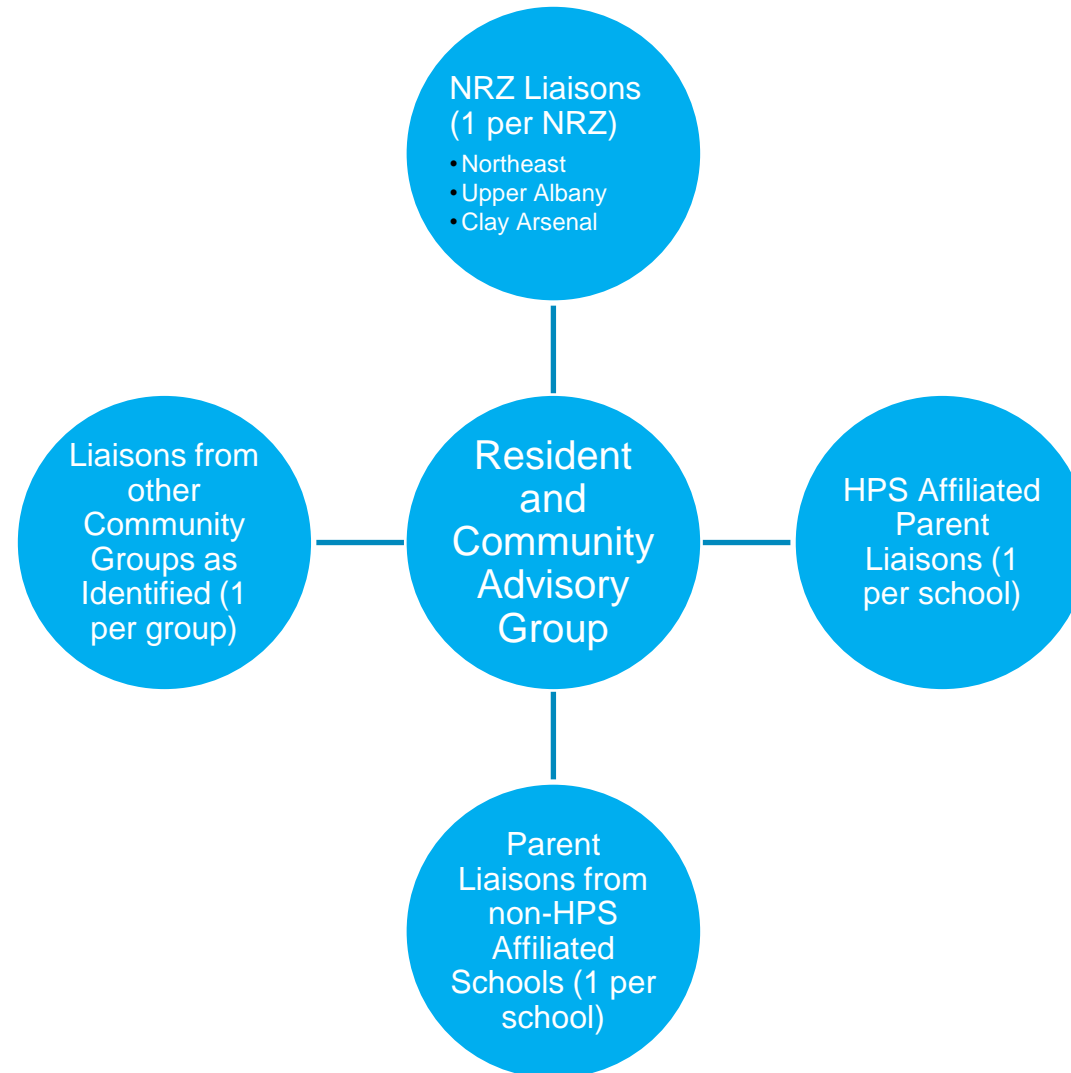 NRZ Liaisons
(1 per NRZ)
• Northeast
• Upper Albany
• Clay Arsenal
Liaisons from
other
Community
Groups as
Identified (1
per group)
Resident
and
Community
Advisory
Group
HPS Affiliated
Parent
Liaisons (1
per school)
Parent
Liaisons from
non-HPS
Affiliated
Schools (1 per
school)